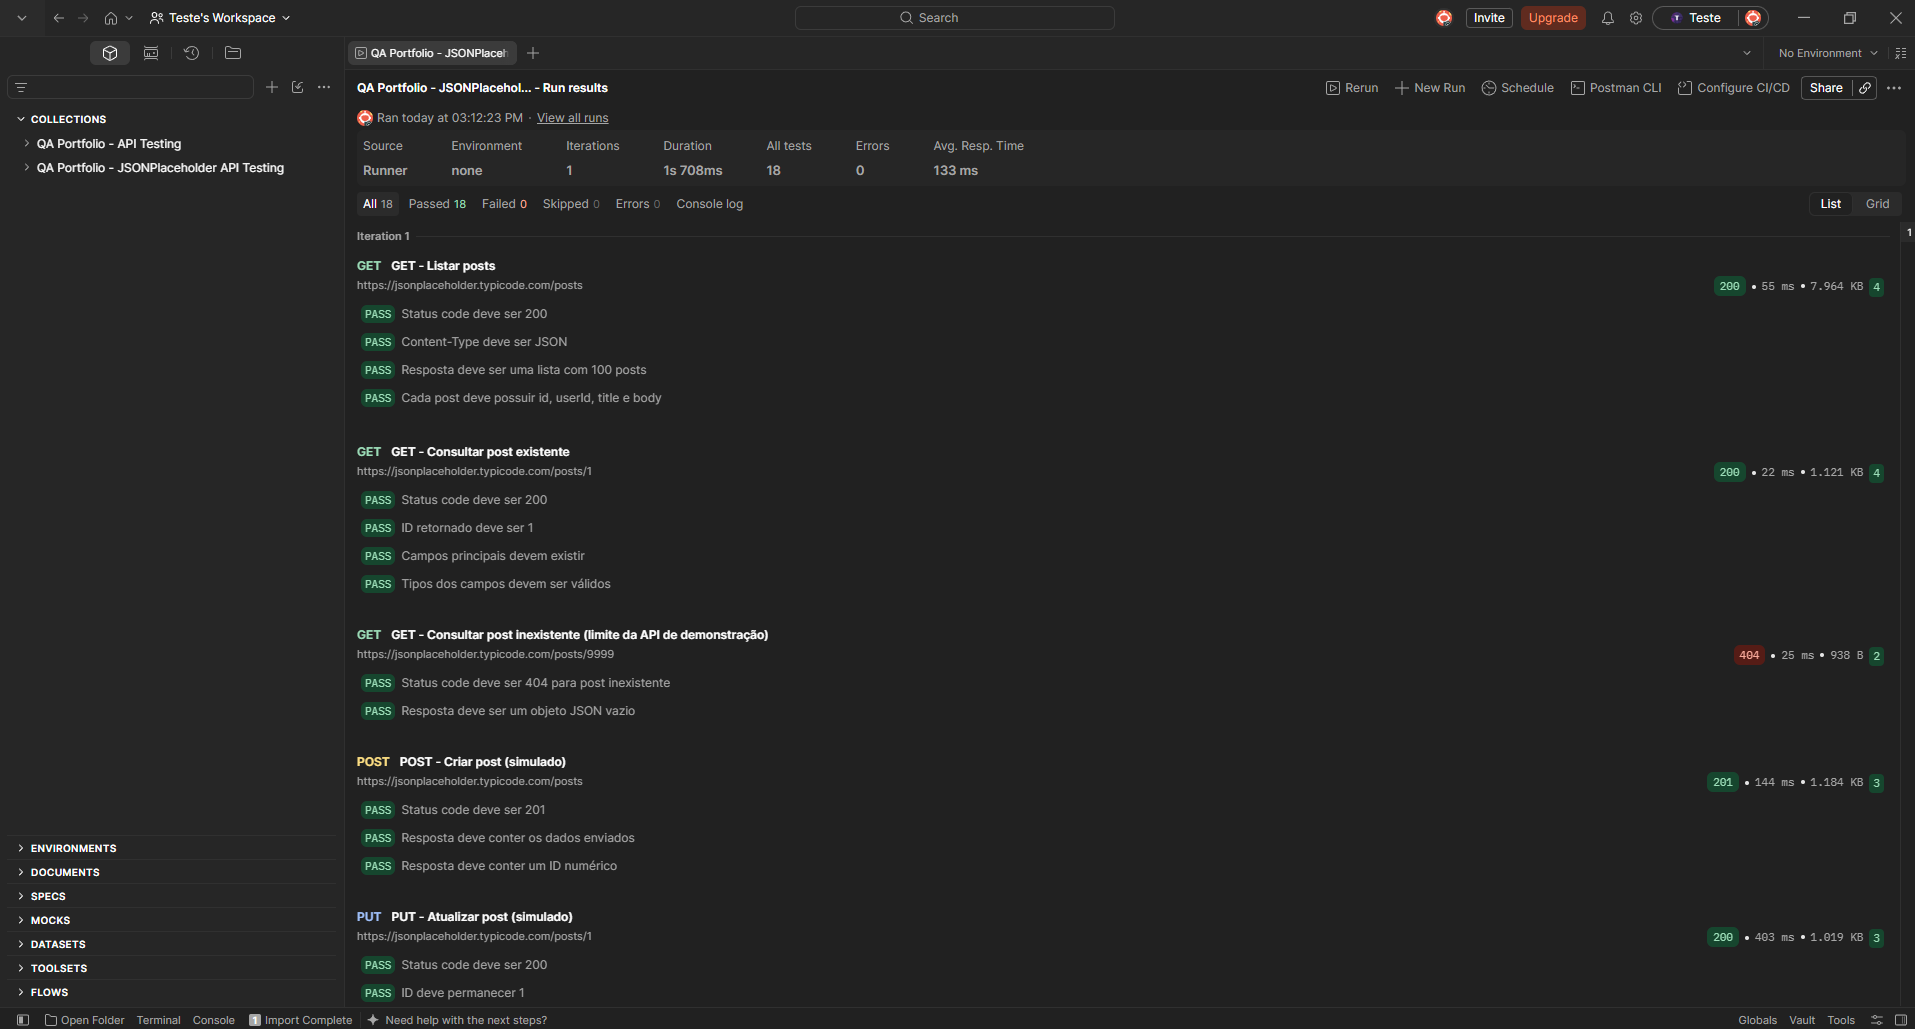 Teste's Workspace
Search
Invite
Upgrade
T Teste
QA Portfolio - JSONPlaceh
No Environment
COLLECTIONS
QA Portfolio - API Testing
QA Portfolio - JSONPlaceholder API Testing
QA Portfolio - JSONPlacehol... - Run results
Rerun
New Run
Schedule
Postman CLI
Configure CI/CD
Share
Ran today at 03:12:23 PM · View all runs
Source Environment Iterations Duration All tests Errors Avg. Resp. Time
Runner none 1 1s 708ms 18 0 133 ms
All 18 Passed 18 Failed 0 Skipped 0 Errors 0 Console log
List Grid
Iteration 1
1
GET GET - Listar posts
https://jsonplaceholder.typicode.com/posts
200 • 55 ms • 7.964 KB 4
PASS Status code deve ser 200
PASS Content-Type deve ser JSON
PASS Resposta deve ser uma lista com 100 posts
PASS Cada post deve possuir id, userId, title e body
GET GET - Consultar post existente
https://jsonplaceholder.typicode.com/posts/1
200 • 22 ms • 1.121 KB 4
PASS Status code deve ser 200
PASS ID retornado deve ser 1
PASS Campos principais devem existir
PASS Tipos dos campos devem ser válidos
GET GET - Consultar post inexistente (limite da API de demonstração)
https://jsonplaceholder.typicode.com/posts/9999
404 • 25 ms • 938 B 2
PASS Status code deve ser 404 para post inexistente
PASS Resposta deve ser um objeto JSON vazio
POST POST - Criar post (simulado)
https://jsonplaceholder.typicode.com/posts
201 • 144 ms • 1.184 KB 3
PASS Status code deve ser 201
PASS Resposta deve conter os dados enviados
PASS Resposta deve conter um ID numérico
PUT PUT - Atualizar post (simulado)
https://jsonplaceholder.typicode.com/posts/1
200 • 403 ms • 1.019 KB 3
PASS Status code deve ser 200
PASS ID deve permanecer 1
ENVIRONMENTS
DOCUMENTS
SPECS
MOCKS
DATASETS
TOOLSETS
FLOWS
Open Folder Terminal Console 1 Import Complete Need help with the next steps?
Globals Vault Tools